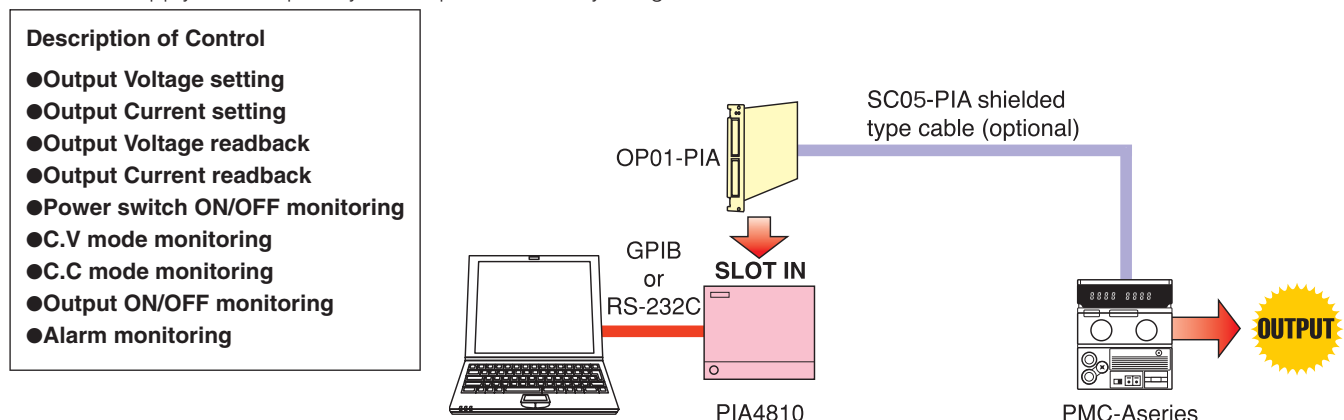 Description of Control
●Output Voltage setting
●Output Current setting
●Output Voltage readback
●Output Current readback
●Power switch ON/OFF monitoring
●C.V mode monitoring
●C.C mode monitoring
●Output ON/OFF monitoring
●Alarm monitoring
SC05-PIA shielded
type cable (optional)
OP01-PIA
GPIB
or
RS-232C
SLOT IN
8888 8888
OUTPUT
PIA4810
PMC-Aseries